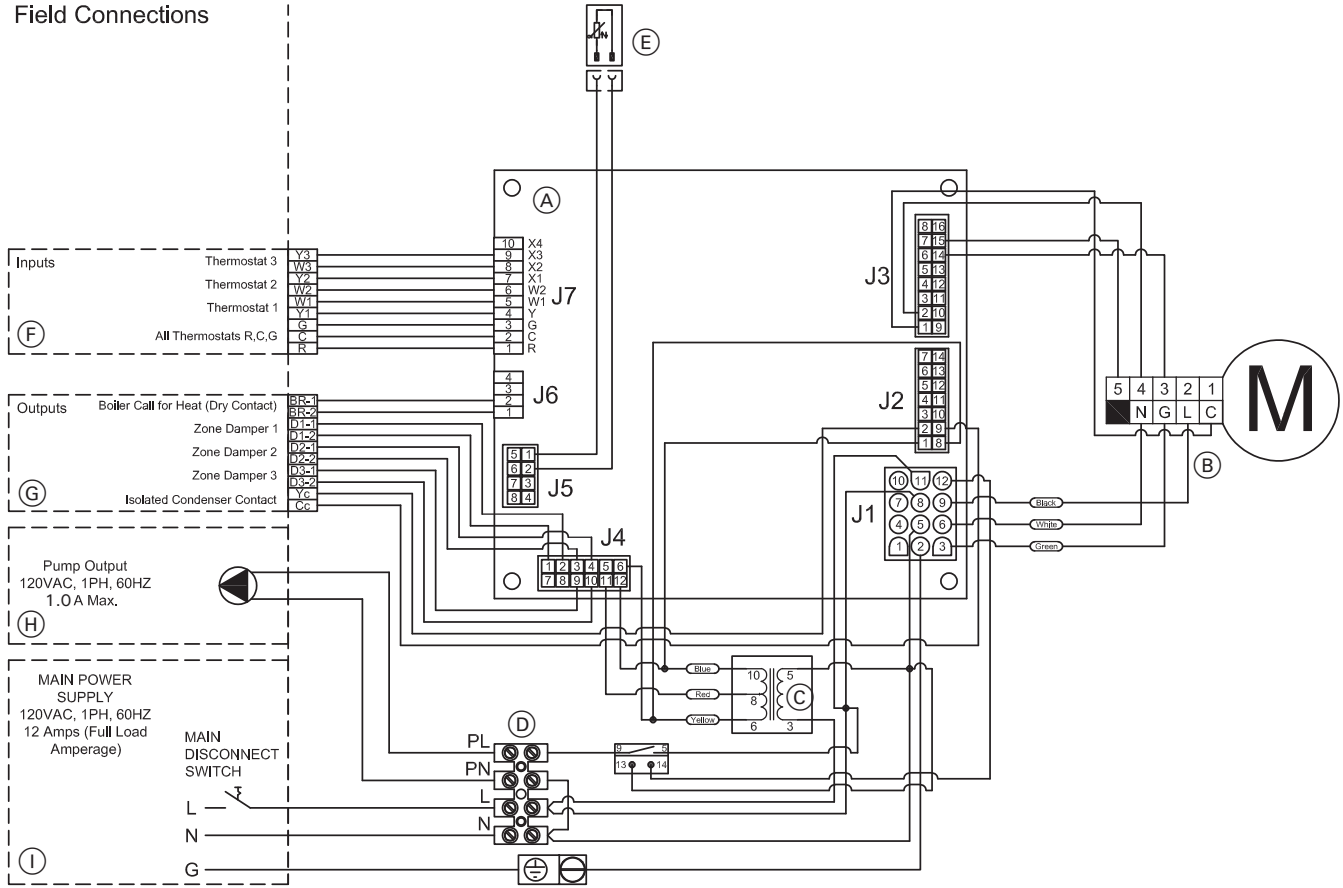 Field Connections
E
A
Inputs
Thermostat 3
Thermostat 2
Thermostat 1
All Thermostats R,C,G
F
Y3
W3
Y2
W2
W1
Y1
G
C
R
10 X4
9 X3
8 X2
7 X1
6 W2
5 W1
4 Y
3 G
2 C
1 R
J7
4
3
2
1
J6
5 1
6 2
7 3
8 4
J5
J4
1 2 3 4 5 6
7 8 9 10 11 12
J3
8 16
7 15
6 14
5 13
4 12
3 11
2 10
1 9
J2
7 14
6 13
5 12
4 11
3 10
2 9
1 8
J1
10 11 12
7 8 9
4 5 6
1 2 3
5 4 3 2 1
N G L C
M
B
Black
White
Green
Outputs
Boiler Call for Heat (Dry Contact)
Zone Damper 1
Zone Damper 2
Zone Damper 3
Isolated Condenser Contact
G
BR-1
BR-2
D1-1
D1-2
D2-1
D2-2
D3-1
D3-2
Yc
Cc
Pump Output
120VAC, 1PH, 60HZ
1.0 A Max.
H
MAIN POWER
SUPPLY
120VAC, 1PH, 60HZ
12 Amps (Full Load
Amperage)
MAIN
DISCONNECT
SWITCH
L
N
G
I
Blue
Red
Yellow
10 5
8
6 3
C
D
PL
PN
L
N
9 5
13 14